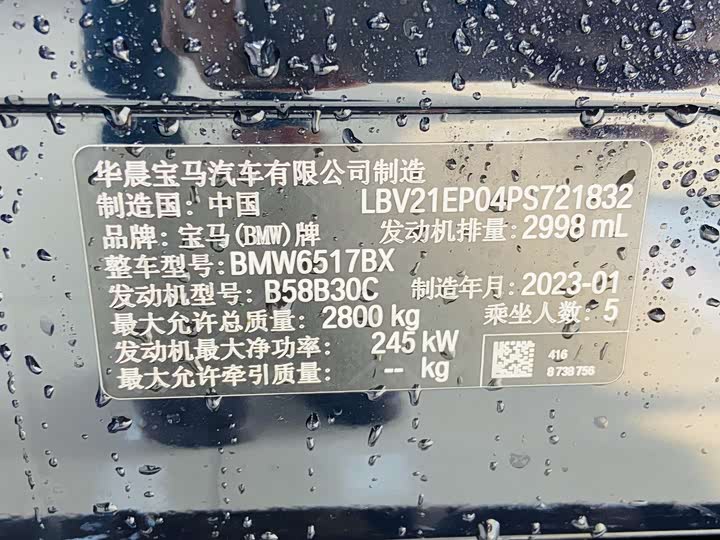 华晨宝马汽车有限公司制造
制造国: 中国 LBV21EP04PS721832
品牌: 宝马(BMW)牌 发动机排量: 2998 mL
整车型号: BMW6517BX
发动机型号: B58B30C 制造年月: 2023-01
最大允许总质量: 2800 kg 乘坐人数: 5
发动机最大净功率: 245 kW
最大允许牵引质量: -- kg
416
8 738 756